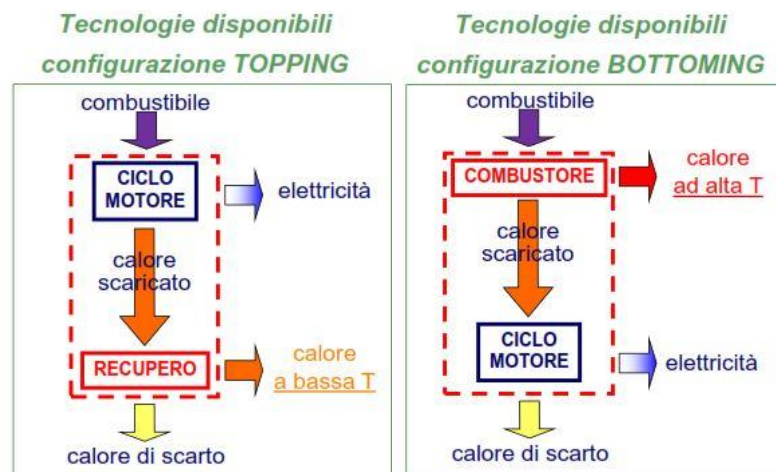 Tecnologie disponibili
configurazione TOPPING
combustibile
CICLO
MOTORE
elettricità
calore
scaricato
RECUPERO
calore
a bassa T
calore di scarto
Tecnologie disponibili
configurazione BOTTOMING
combustibile
COMBUSTORE
calore
ad alta T
calore
scaricato
CICLO
MOTORE
elettricità
calore di scarto